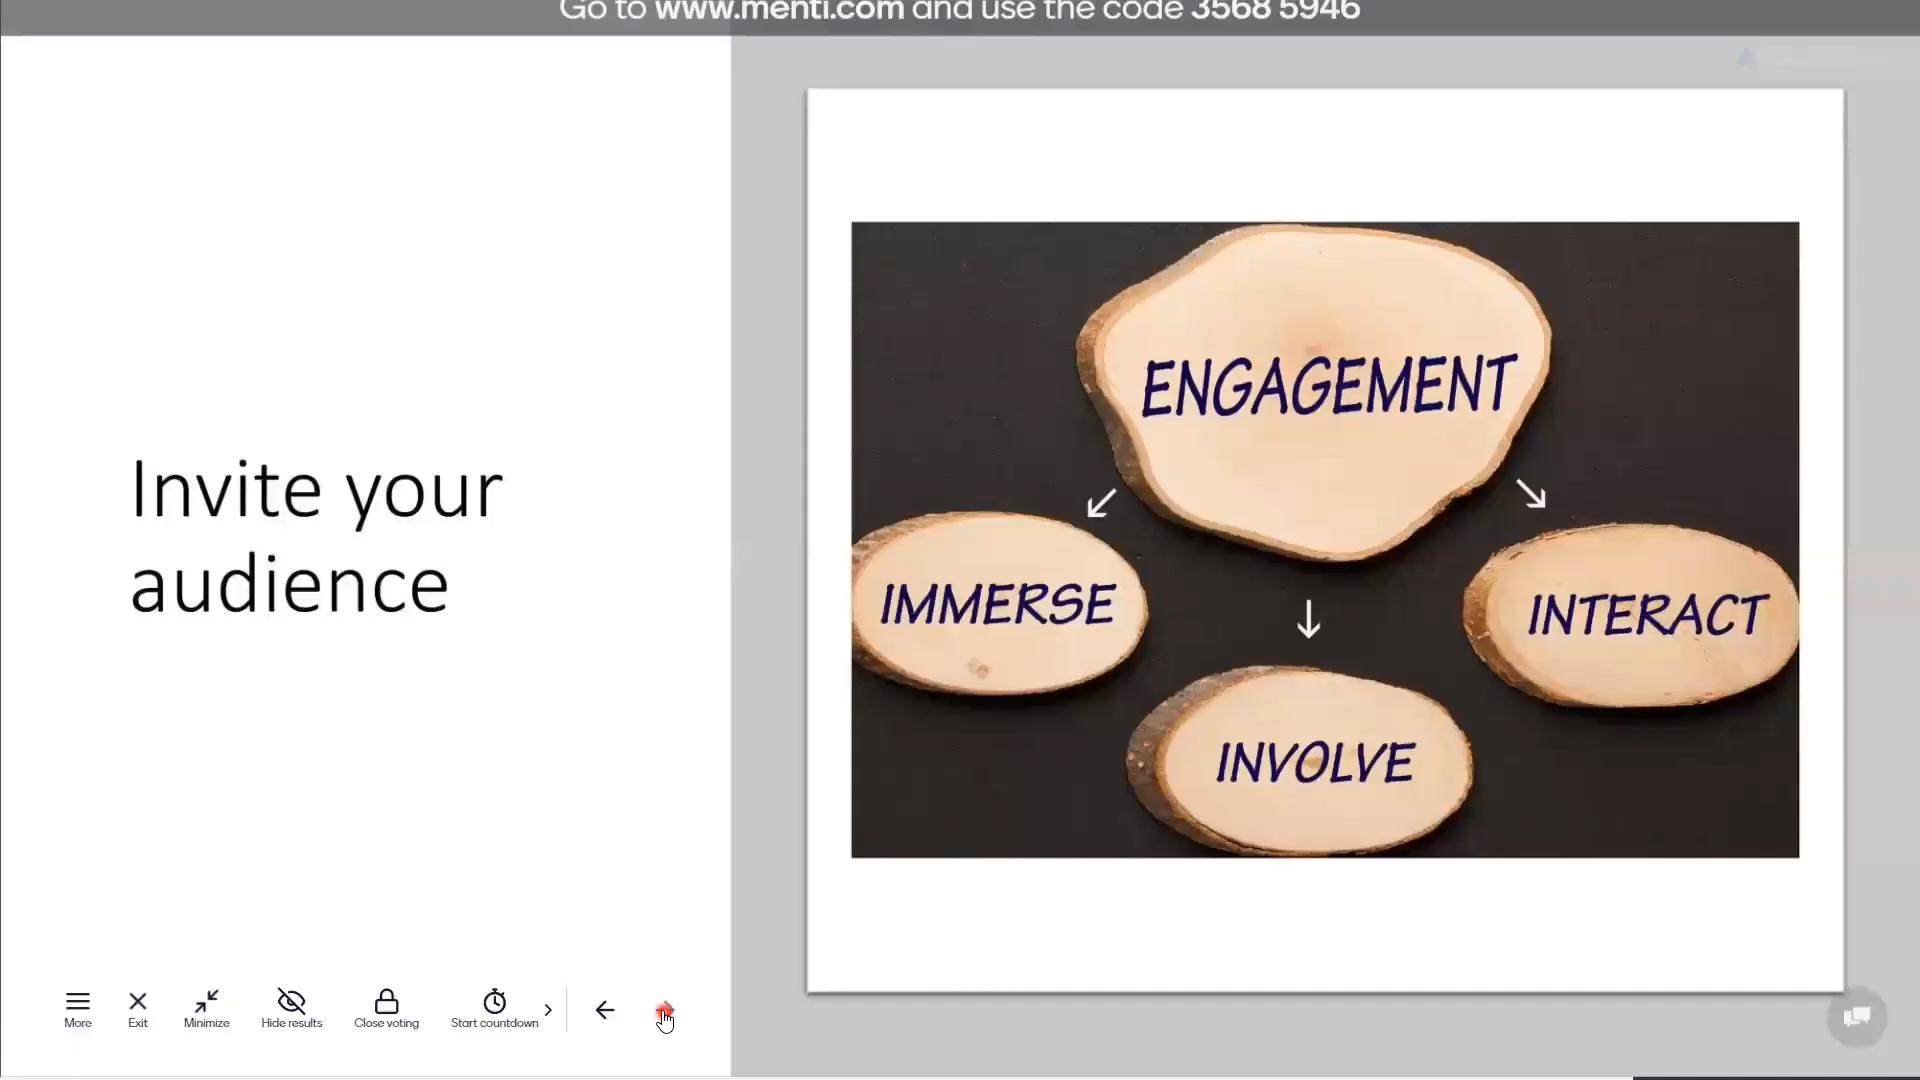 Go to www.menti.com and use the code 3568 5946
Invite your
audience
ENGAGEMENT
IMMERSE
INTERACT
INVOLVE
More
Exit
Minimize
Hide results
Close voting
Start countdown